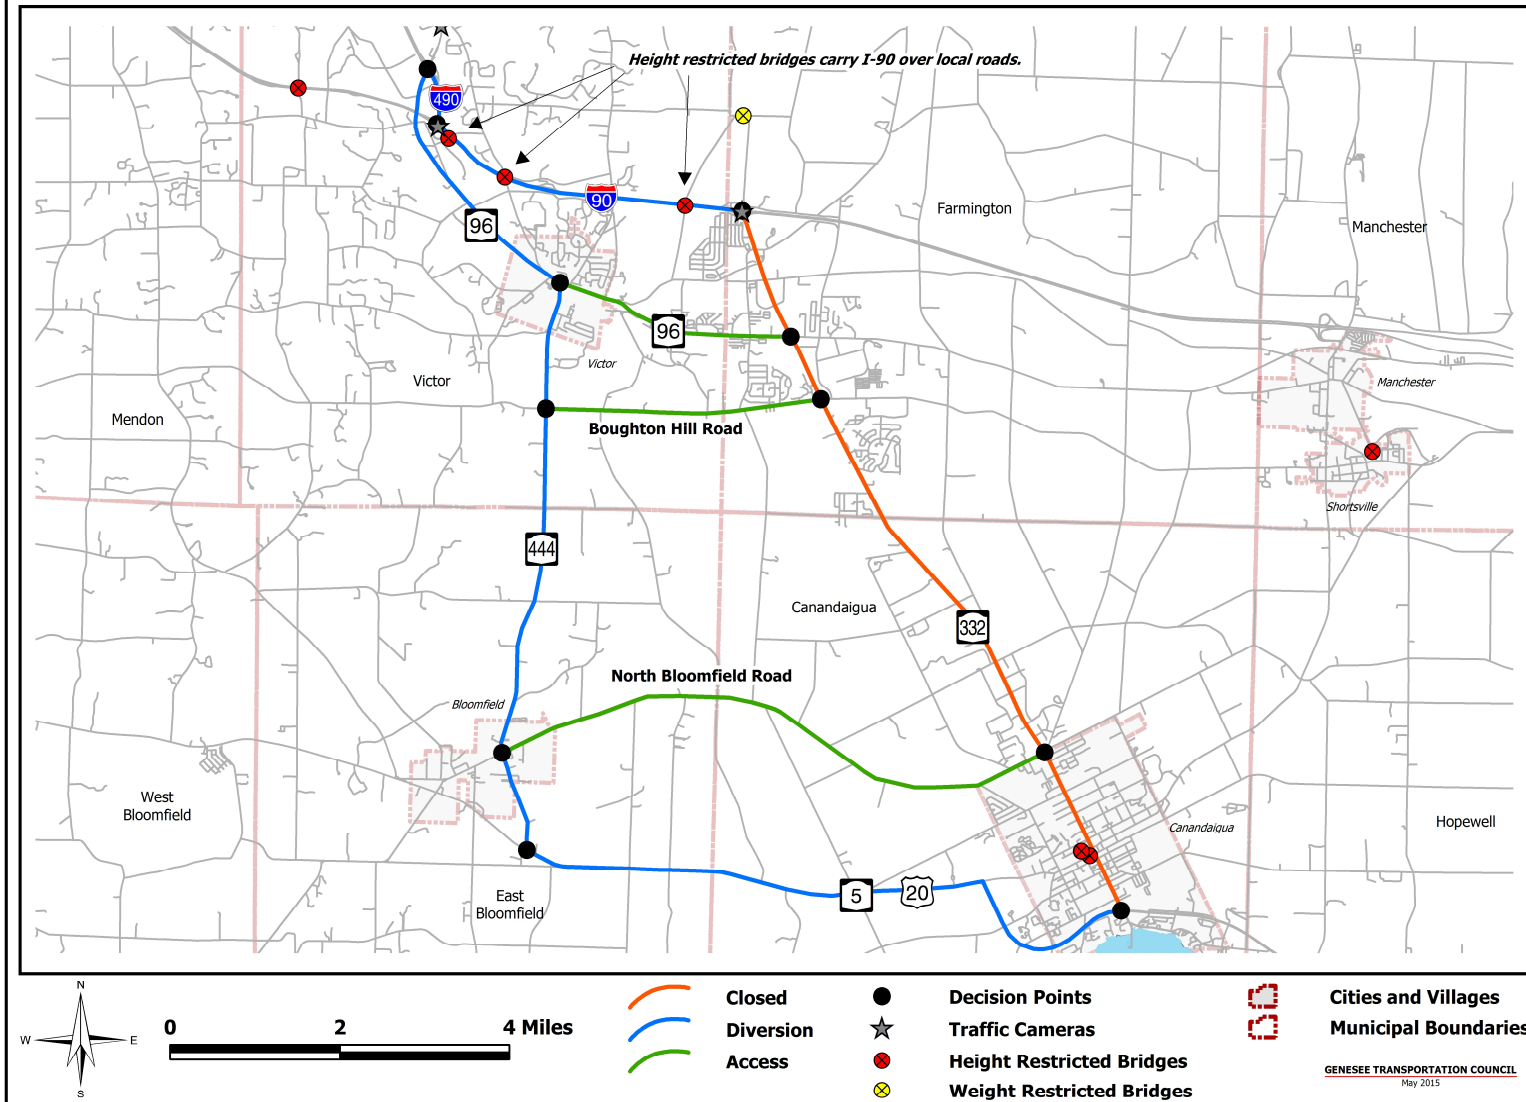 Height restricted bridges carry I-90 over local roads.
490
90
96
Farmington
Manchester
96
Victor
Victor
Manchester
Mendon
Boughton Hill Road
Shortsville
444
Canandaigua
332
North Bloomfield Road
Bloomfield
West
Bloomfield
Canandaigua
Hopewell
5
20
East
Bloomfield
N
W
E
S
0
2
4 Miles
Closed
Diversion
Access
Decision Points
Traffic Cameras
Height Restricted Bridges
Weight Restricted Bridges
Cities and Villages
Municipal Boundaries
GENESEE TRANSPORTATION COUNCIL
May 2015